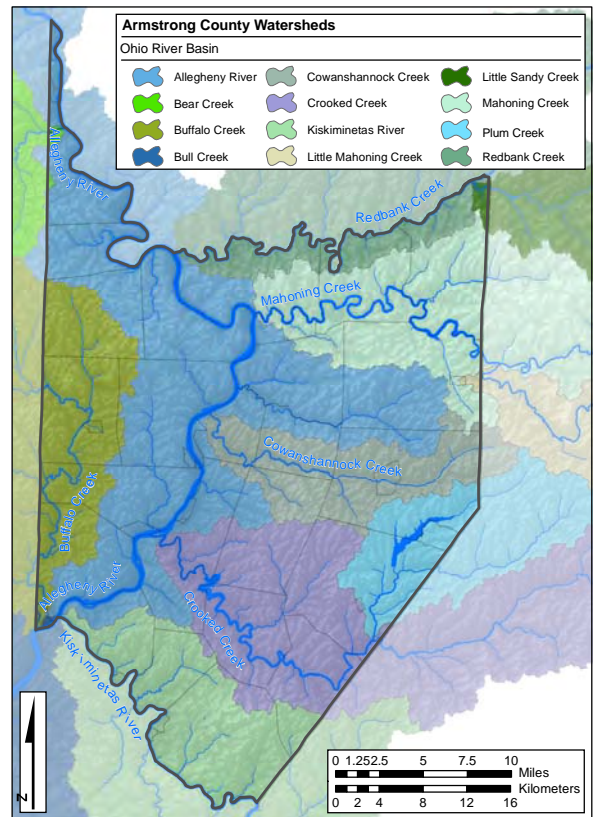 Armstrong County Watersheds
Ohio River Basin
Allegheny River
Cowanshannock Creek
Little Sandy Creek
Bear Creek
Crooked Creek
Mahoning Creek
Buffalo Creek
Kiskiminetas River
Plum Creek
Bull Creek
Little Mahoning Creek
Redbank Creek
Allegheny River
Redbank Creek
Mahoning Creek
Cowanshannock Creek
Buffalo Creek
Allegheny River
Crooked Creek
Kiskiminetas River
N
0 1.25 2.5 5 7.5 10
Miles
Kilometers
0 2 4 8 12 16